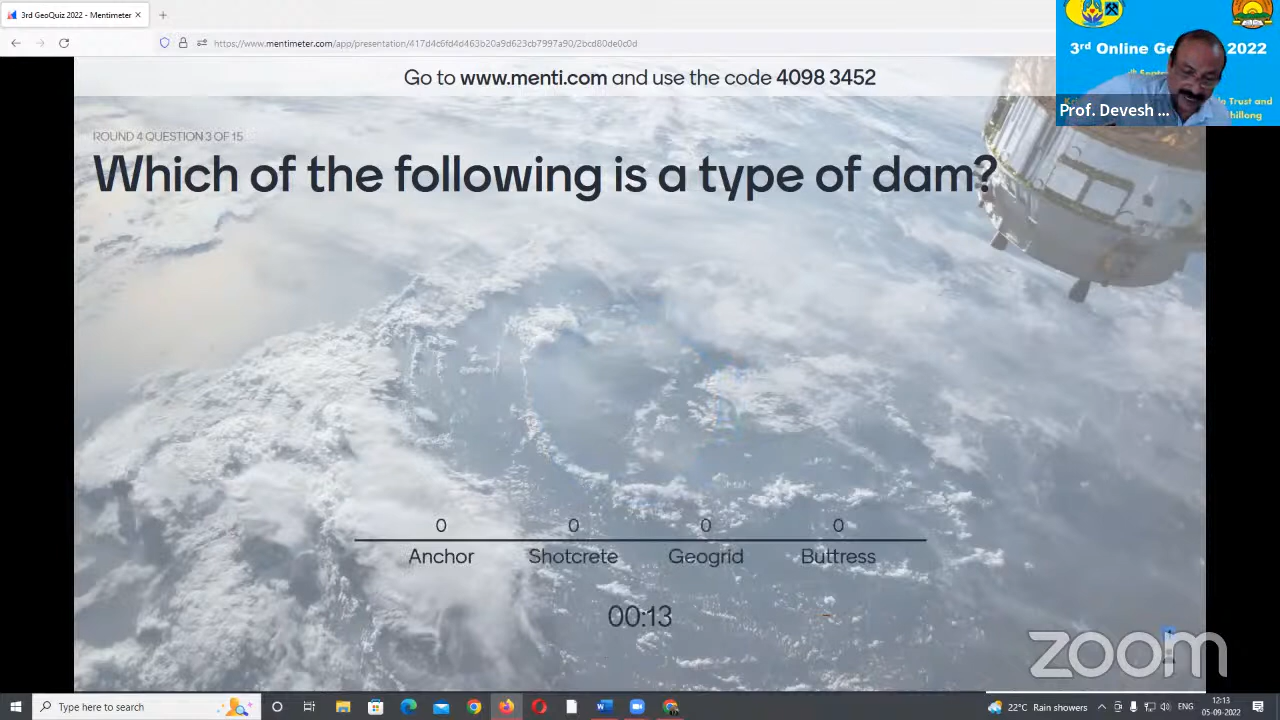 3rd GeoQuiz 2022 - Mentimeter
https://www.mentimeter.com/app/presentation/417d4c6fd4d463b20a9d623cb7997a90/2bcd80de0c0d
Go to www.menti.com and use the code 4098 3452
3rd Online Ge 2022
Prof. Devesh ...
Trust and
hillong
ROUND 4 QUESTION 3 OF 15
Which of the following is a type of dam?
0 0 0 0
Anchor Shotcrete Geogrid Buttress
00:13
zoom
Type here to search
22°C Rain showers
ENG
12:13
05-09-2022